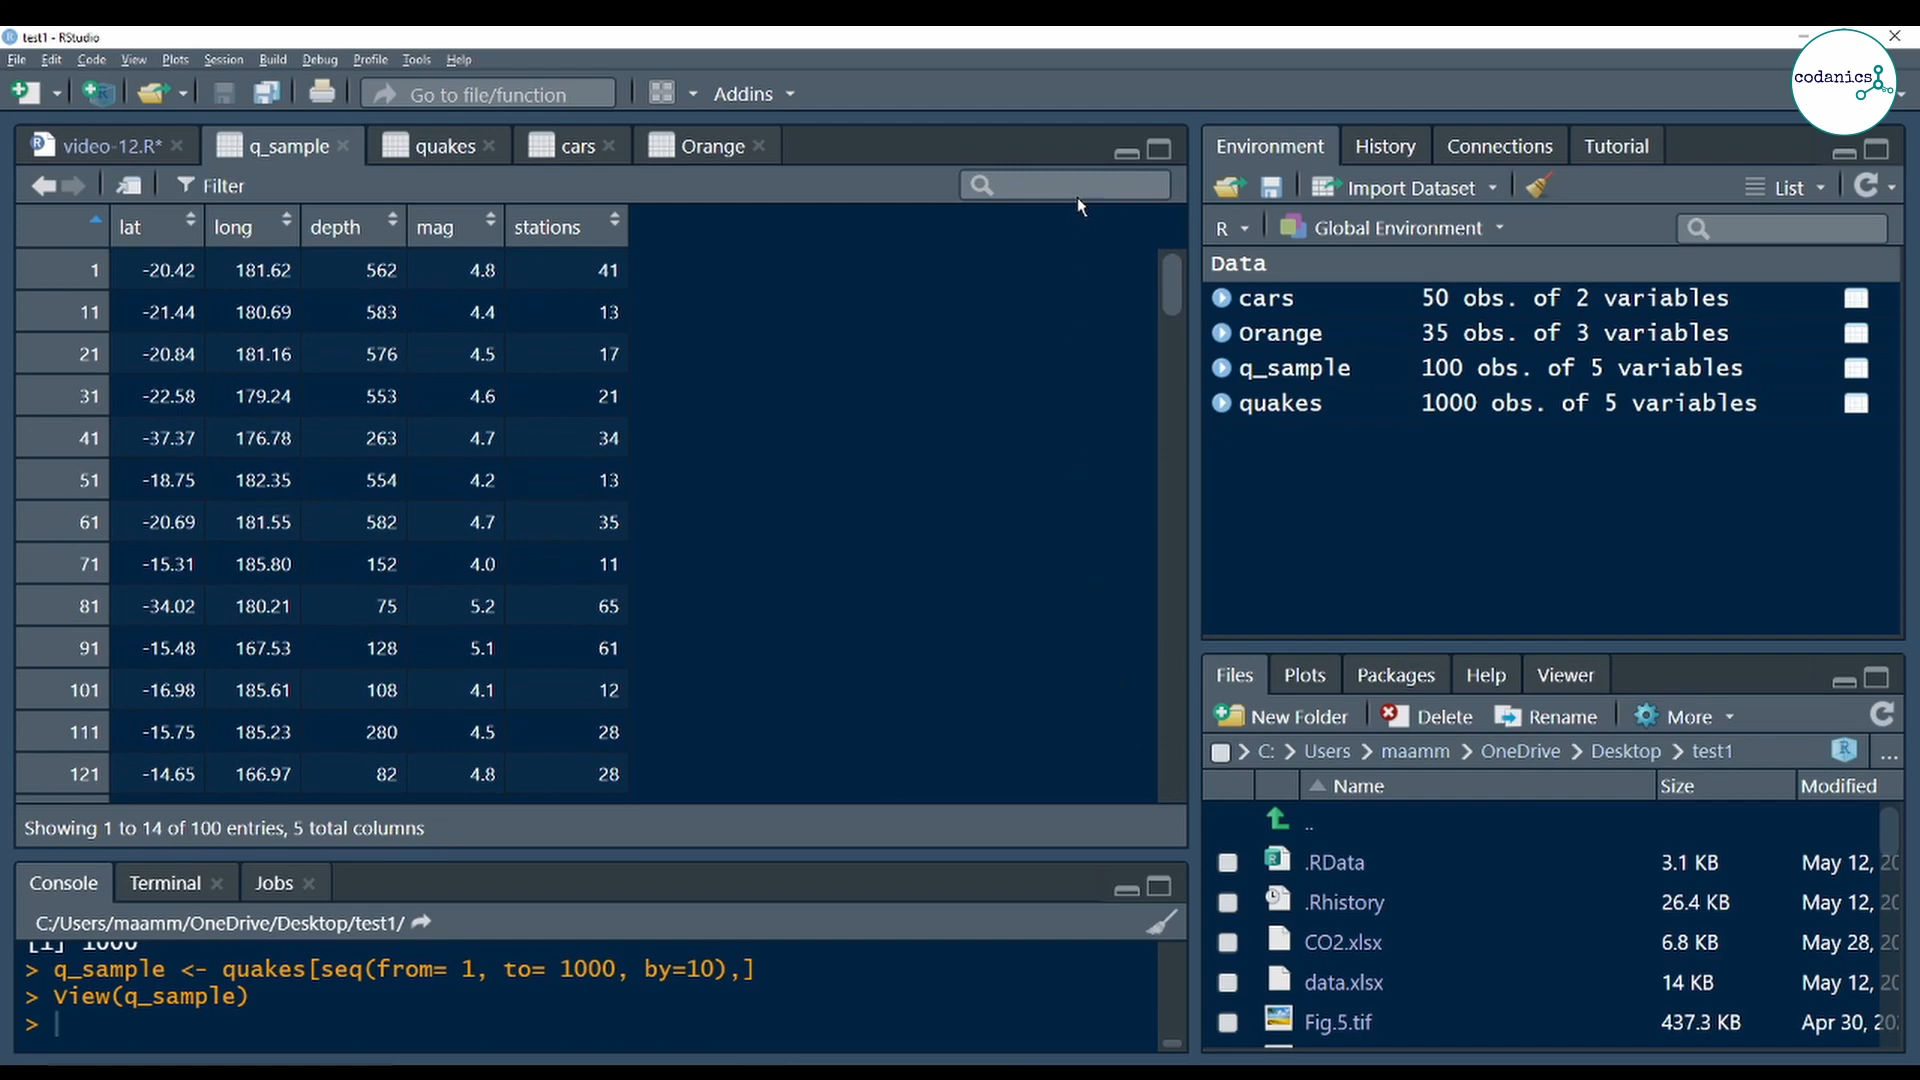 test1 - RStudio
codanics
File Edit Code View Plots Session Build Debug Profile Tools Help
Go to file/function Addins
video-12.R* q_sample quakes cars Orange
Filter
lat long depth mag stations
1 -20.42 181.62 562 4.8 41
11 -21.44 180.69 583 4.4 13
21 -20.84 181.16 576 4.5 17
31 -22.58 179.24 553 4.6 21
41 -37.37 176.78 263 4.7 34
51 -18.75 182.35 554 4.2 13
61 -20.69 181.55 582 4.7 35
71 -15.31 185.80 152 4.0 11
81 -34.02 180.21 75 5.2 65
91 -15.48 167.53 128 5.1 61
101 -16.98 185.61 108 4.1 12
111 -15.75 185.23 280 4.5 28
121 -14.65 166.97 82 4.8 28
Showing 1 to 14 of 100 entries, 5 total columns
Console Terminal Jobs
C:/Users/maamm/OneDrive/Desktop/test1/
[1] 1000
> q_sample <- quakes[seq(from= 1, to= 1000, by=10),]
> View(q_sample)
>
Environment History Connections Tutorial
Import Dataset List
R Global Environment
Data
cars 50 obs. of 2 variables
Orange 35 obs. of 3 variables
q_sample 100 obs. of 5 variables
quakes 1000 obs. of 5 variables
Files Plots Packages Help Viewer
New Folder Delete Rename More
C: > Users > maamm > OneDrive > Desktop > test1 ...
Name Size Modified
..
.RData 3.1 KB May 12,
.Rhistory 26.4 KB May 12,
CO2.xlsx 6.8 KB May 28,
data.xlsx 14 KB May 12,
Fig.5.tif 437.3 KB Apr 30,